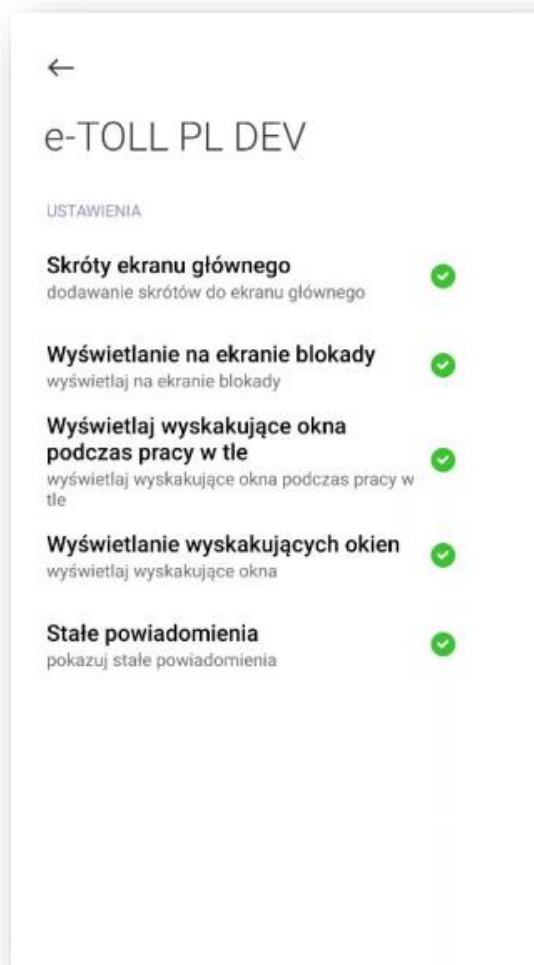 e-TOLL PL DEV
USTAWIENIA
Skróty ekranu głównego
dodawanie skrótów do ekranu głównego
Wyświetlanie na ekranie blokady
wyświetlaj na ekranie blokady
Wyświetlaj wyskakujące okna
podczas pracy w tle
wyświetlaj wyskakujące okna podczas pracy w
tle
Wyświetlanie wyskakujących okien
wyświetlaj wyskakujące okna
Stałe powiadomienia
pokazuj stałe powiadomienia